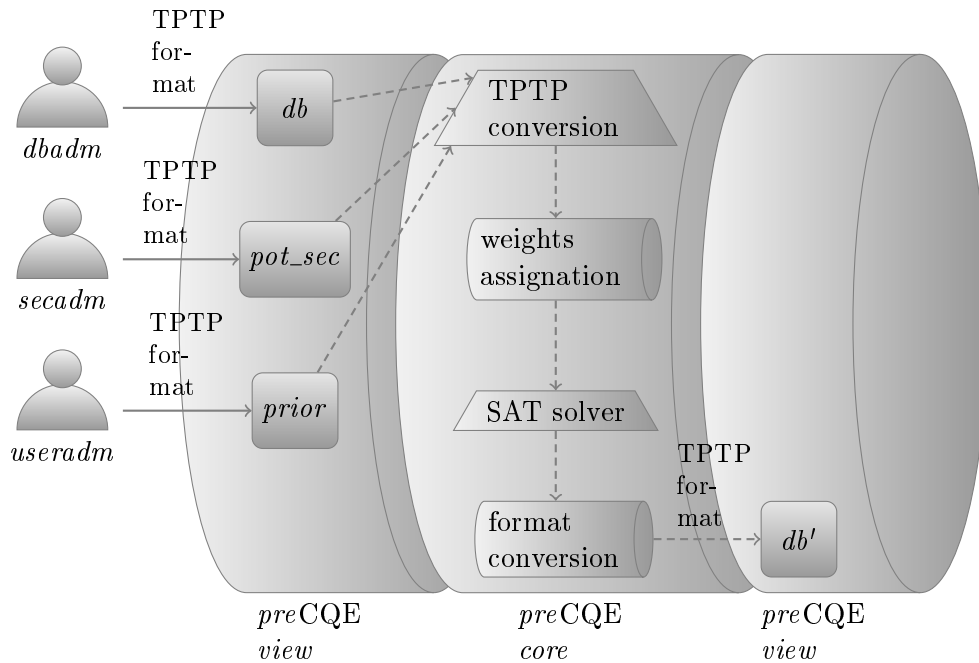 TPTP
for-
mat
dbadm
db
TPTP
conversion
TPTP
for-
mat
secadm
pot_sec
weights
assignation
TPTP
for-
mat
useradm
prior
SAT solver
TPTP
for-
mat
format
conversion
db′
preCQE
view
preCQE
core
preCQE
view